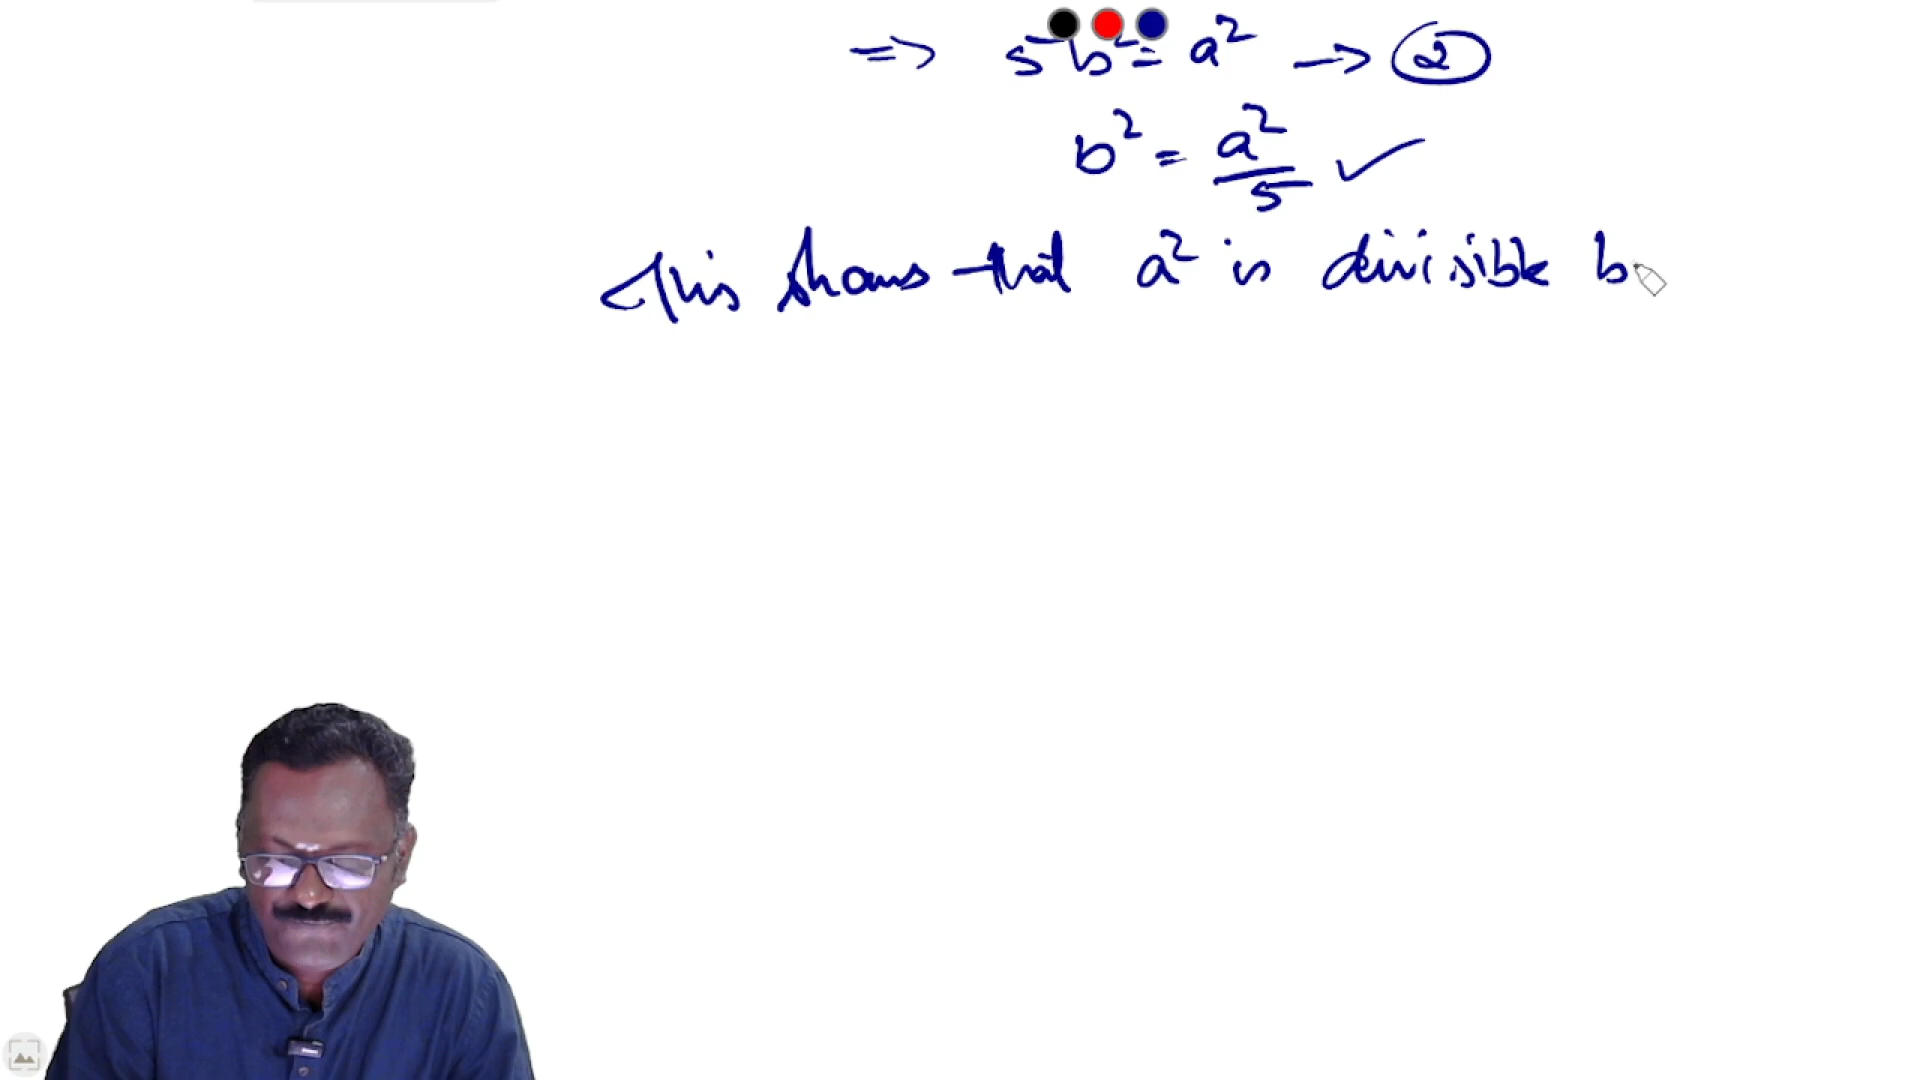 => 5b² = a² → ②
b² = a²/5 ✓
This shows that a² is divisible b